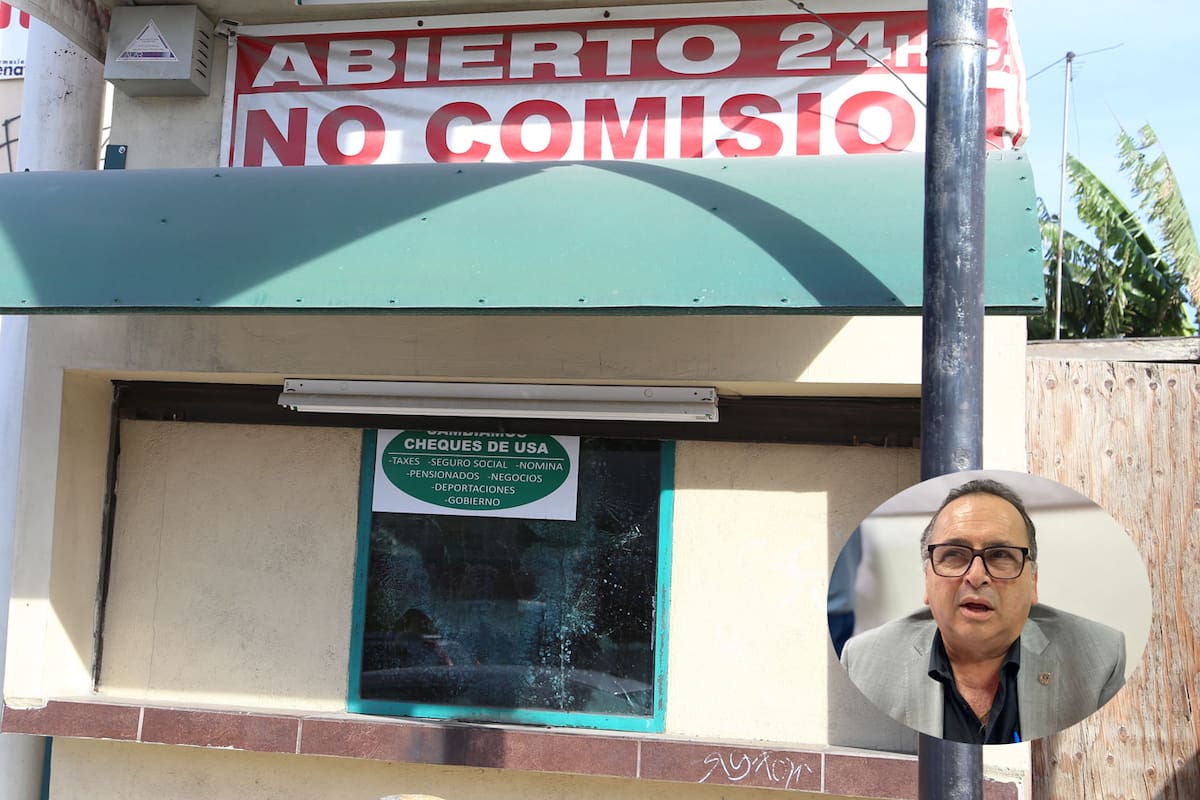 ABIERTO 24
NO COMISIO
CHEQUES DE USA
-TAXES -SEGURO SOCIAL -NOMINA
-PENSIONADOS -NEGOCIOS
-DEPORTACIONES
-GOBIERNO